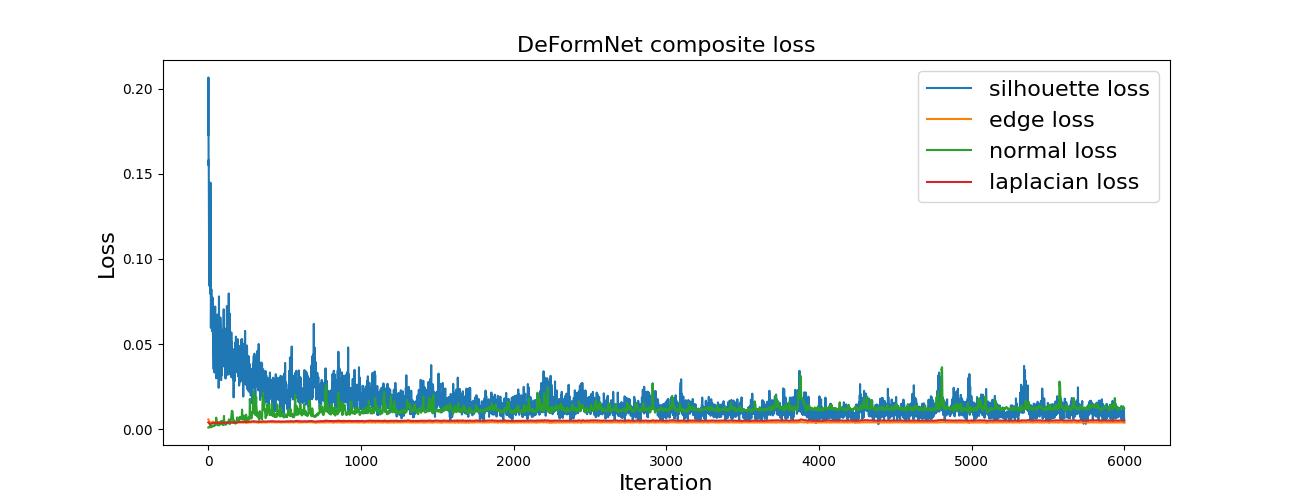 DeFormNet composite loss
silhouette loss
edge loss
normal loss
laplacian loss
Loss
0.20
0.15
0.10
0.05
0.00
0 1000 2000 3000 4000 5000 6000
Iteration